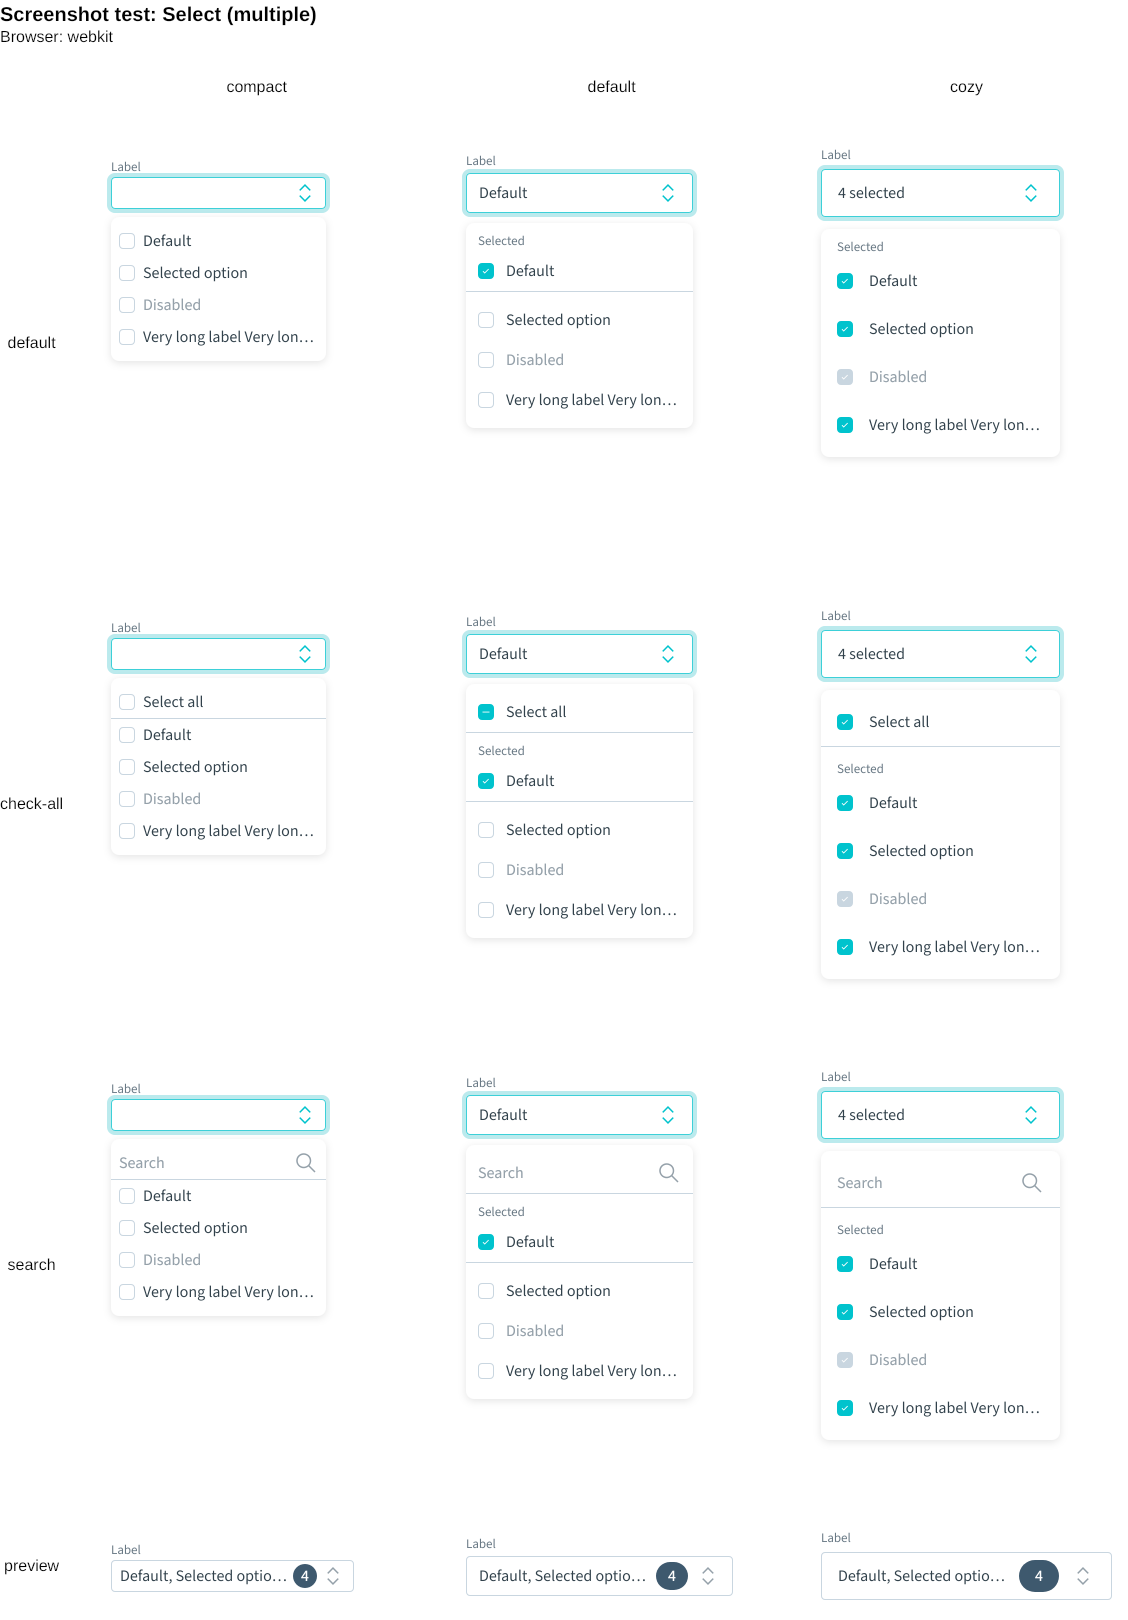 Screenshot test: Select (multiple)
Browser: webkit
compact default cozy
default
Label
Default
Selected option
Disabled
Very long label Very lon…
Label
Default
Selected
Default
Selected option
Disabled
Very long label Very lon…
Label
4 selected
Selected
Default
Selected option
Disabled
Very long label Very lon…
check-all
Label
Select all
Default
Selected option
Disabled
Very long label Very lon…
Label
Default
Select all
Selected
Default
Selected option
Disabled
Very long label Very lon…
Label
4 selected
Select all
Selected
Default
Selected option
Disabled
Very long label Very lon…
search
Label
Search
Default
Selected option
Disabled
Very long label Very lon…
Label
Default
Search
Selected
Default
Selected option
Disabled
Very long label Very lon…
Label
4 selected
Search
Selected
Default
Selected option
Disabled
Very long label Very lon…
preview
Label
Default, Selected optio… 4
Label
Default, Selected optio… 4
Label
Default, Selected optio… 4